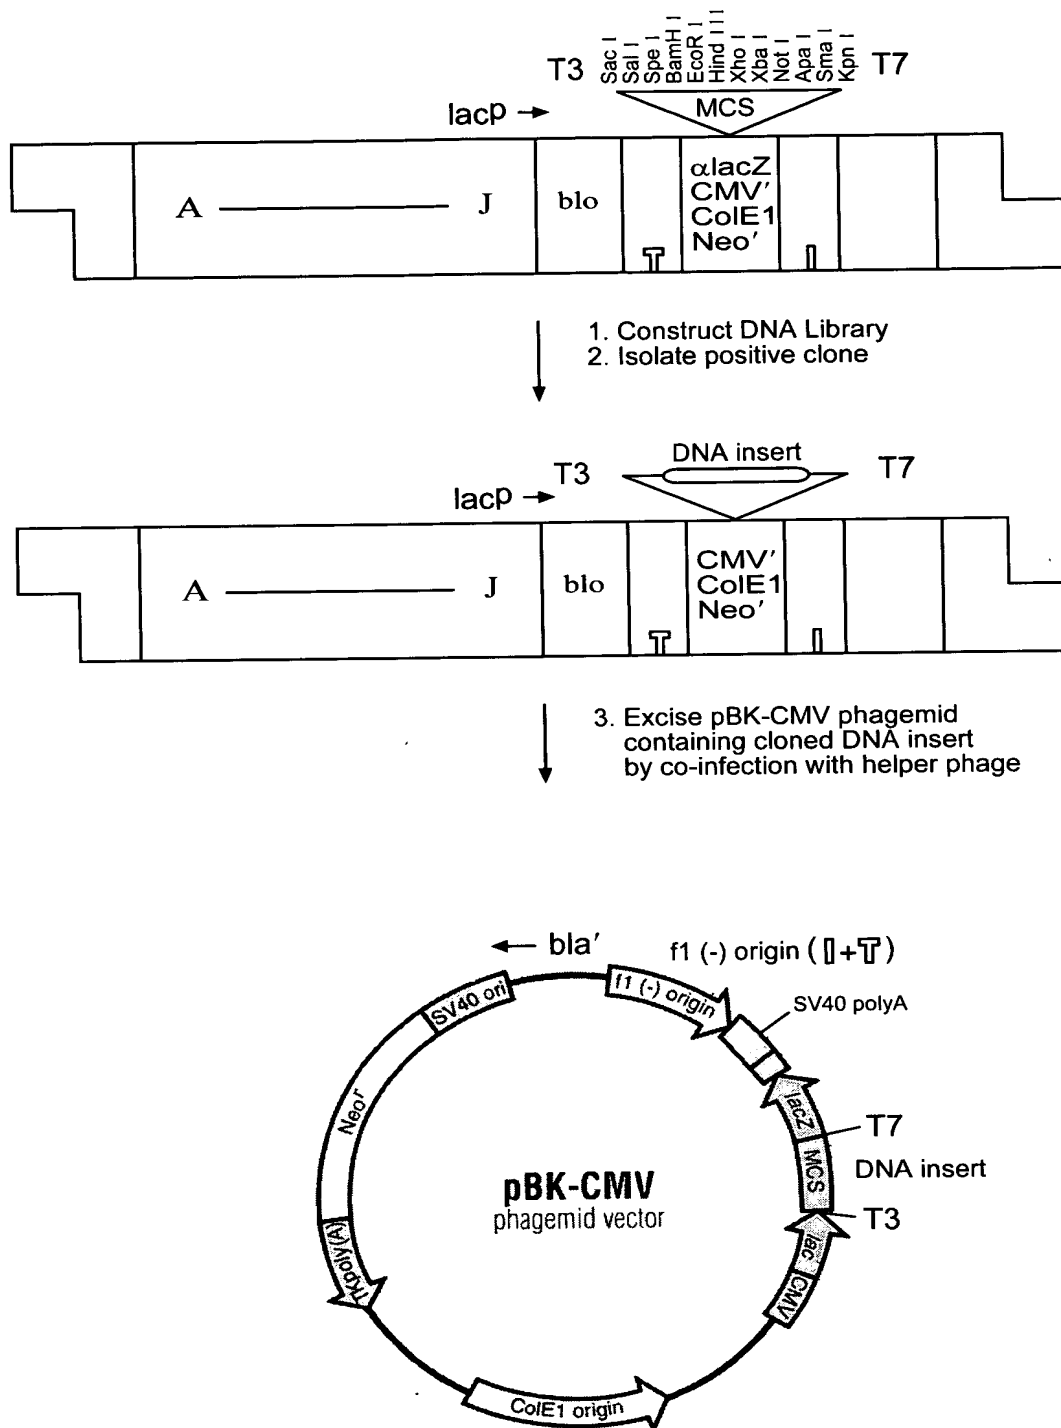 Sac I
Sal I
Spe I
BamH I
EcoR I
Hind III
Xho I
Xba I
Not I
Apa I
Sma I
Kpn I
T3
T7
MCS
lacP →
A
J
blo
T
αlacZ
CMV'
ColE1
Neo'
I
1. Construct DNA Library
2. Isolate positive clone
DNA insert
T3
T7
lacP →
A
J
blo
T
CMV'
ColE1
Neo'
I
3. Excise pBK-CMV phagemid
containing cloned DNA insert
by co-infection with helper phage
← bla'
f1 (-) origin (I+T)
SV40 ori
f1 (-) origin
SV40 polyA
Neor
lacZ
T7
MCS
DNA insert
T3
pBK-CMV
phagemid vector
lac
CMV
TKpoly(A)
ColE1 origin